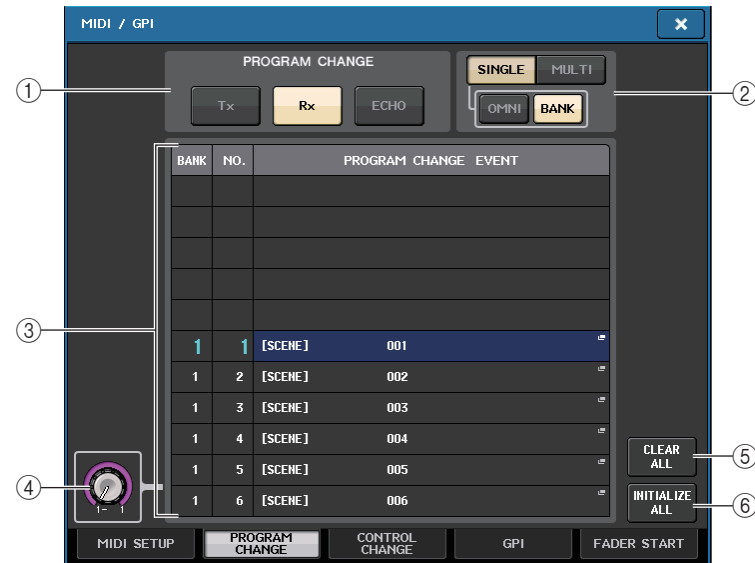 MIDI / GPI
PROGRAM CHANGE
Tx Rx ECHO
SINGLE MULTI
OMNI BANK
1
2
BANK NO. PROGRAM CHANGE EVENT
1 1 [SCENE] 001
1 2 [SCENE] 002
1 3 [SCENE] 003
1 4 [SCENE] 004
1 5 [SCENE] 005
1 6 [SCENE] 006
3
4
1- 1
CLEAR
ALL
5
INITIALIZE
ALL
6
MIDI SETUP
PROGRAM
CHANGE
CONTROL
CHANGE
GPI
FADER START